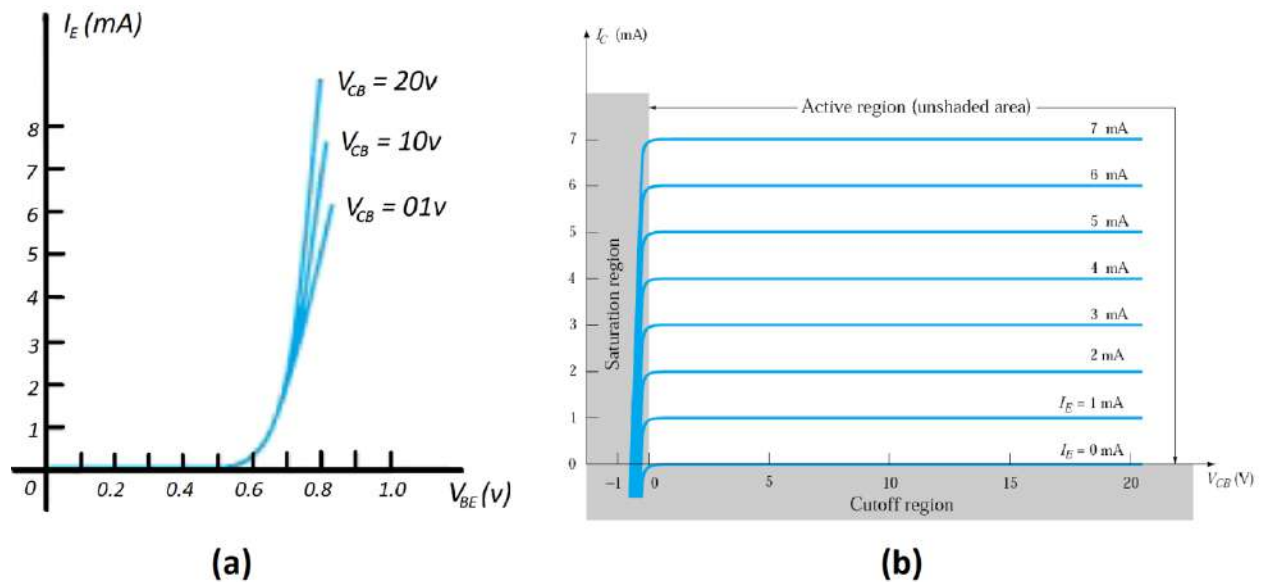 I_E (mA)
V_CB = 20v
V_CB = 10v
V_CB = 01v
8
7
6
5
4
3
2
1
0
0.2
0.4
0.6
0.8
1.0
V_BE (v)
(a)
I_C (mA)
Active region (unshaded area)
7 mA
6 mA
5 mA
4 mA
3 mA
2 mA
I_E = 1 mA
I_E = 0 mA
7
6
5
4
3
2
1
0
Saturation region
−1
0
5
10
15
20
V_CB (V)
Cutoff region
(b)